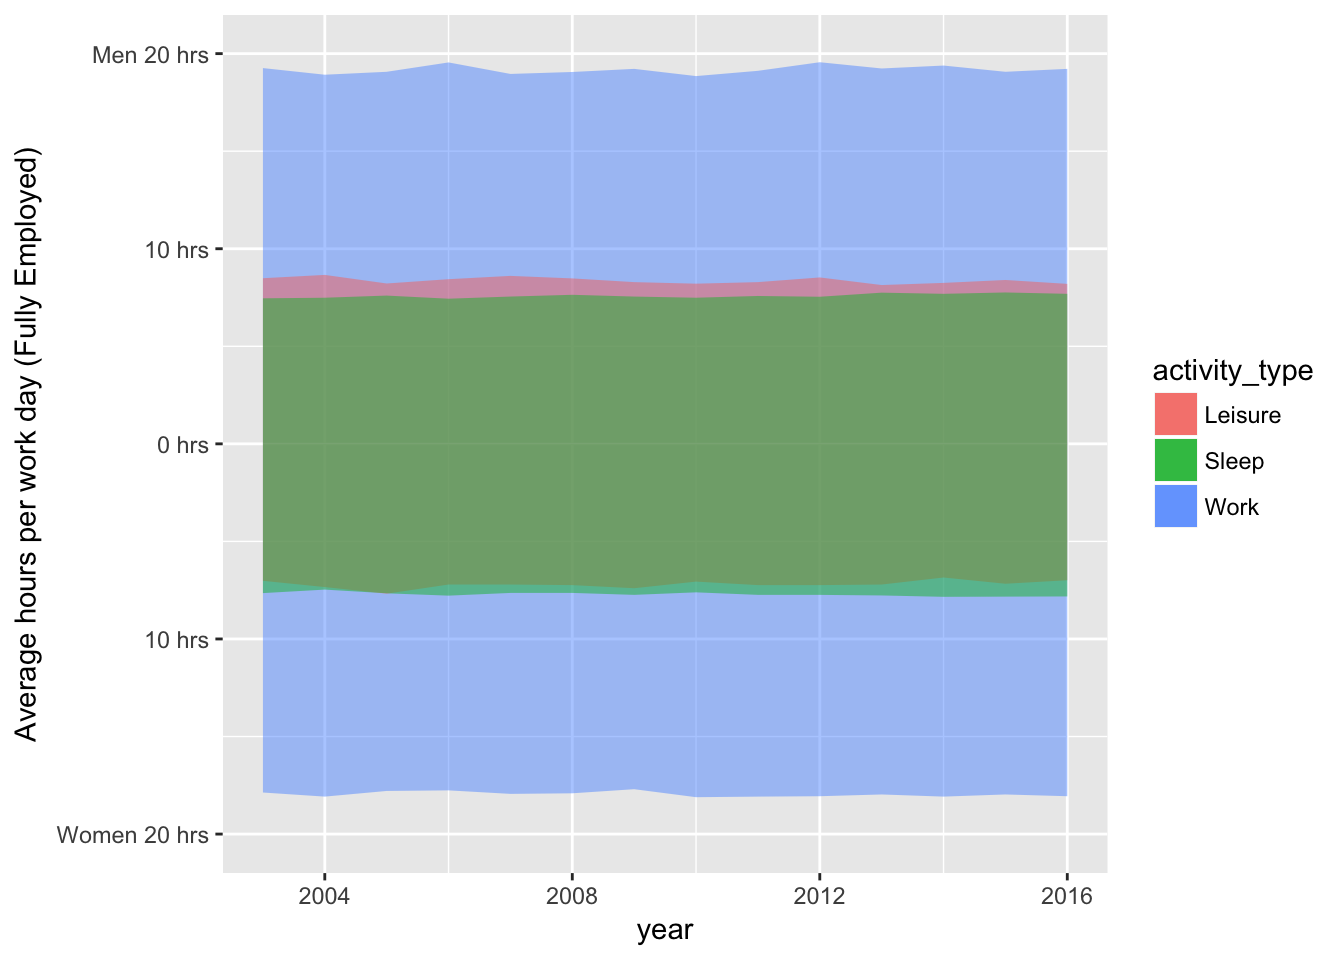 Average hours per work day (Fully Employed)
Men 20 hrs
10 hrs
0 hrs
10 hrs
Women 20 hrs
2004
2008
2012
2016
year
activity_type
Leisure
Sleep
Work